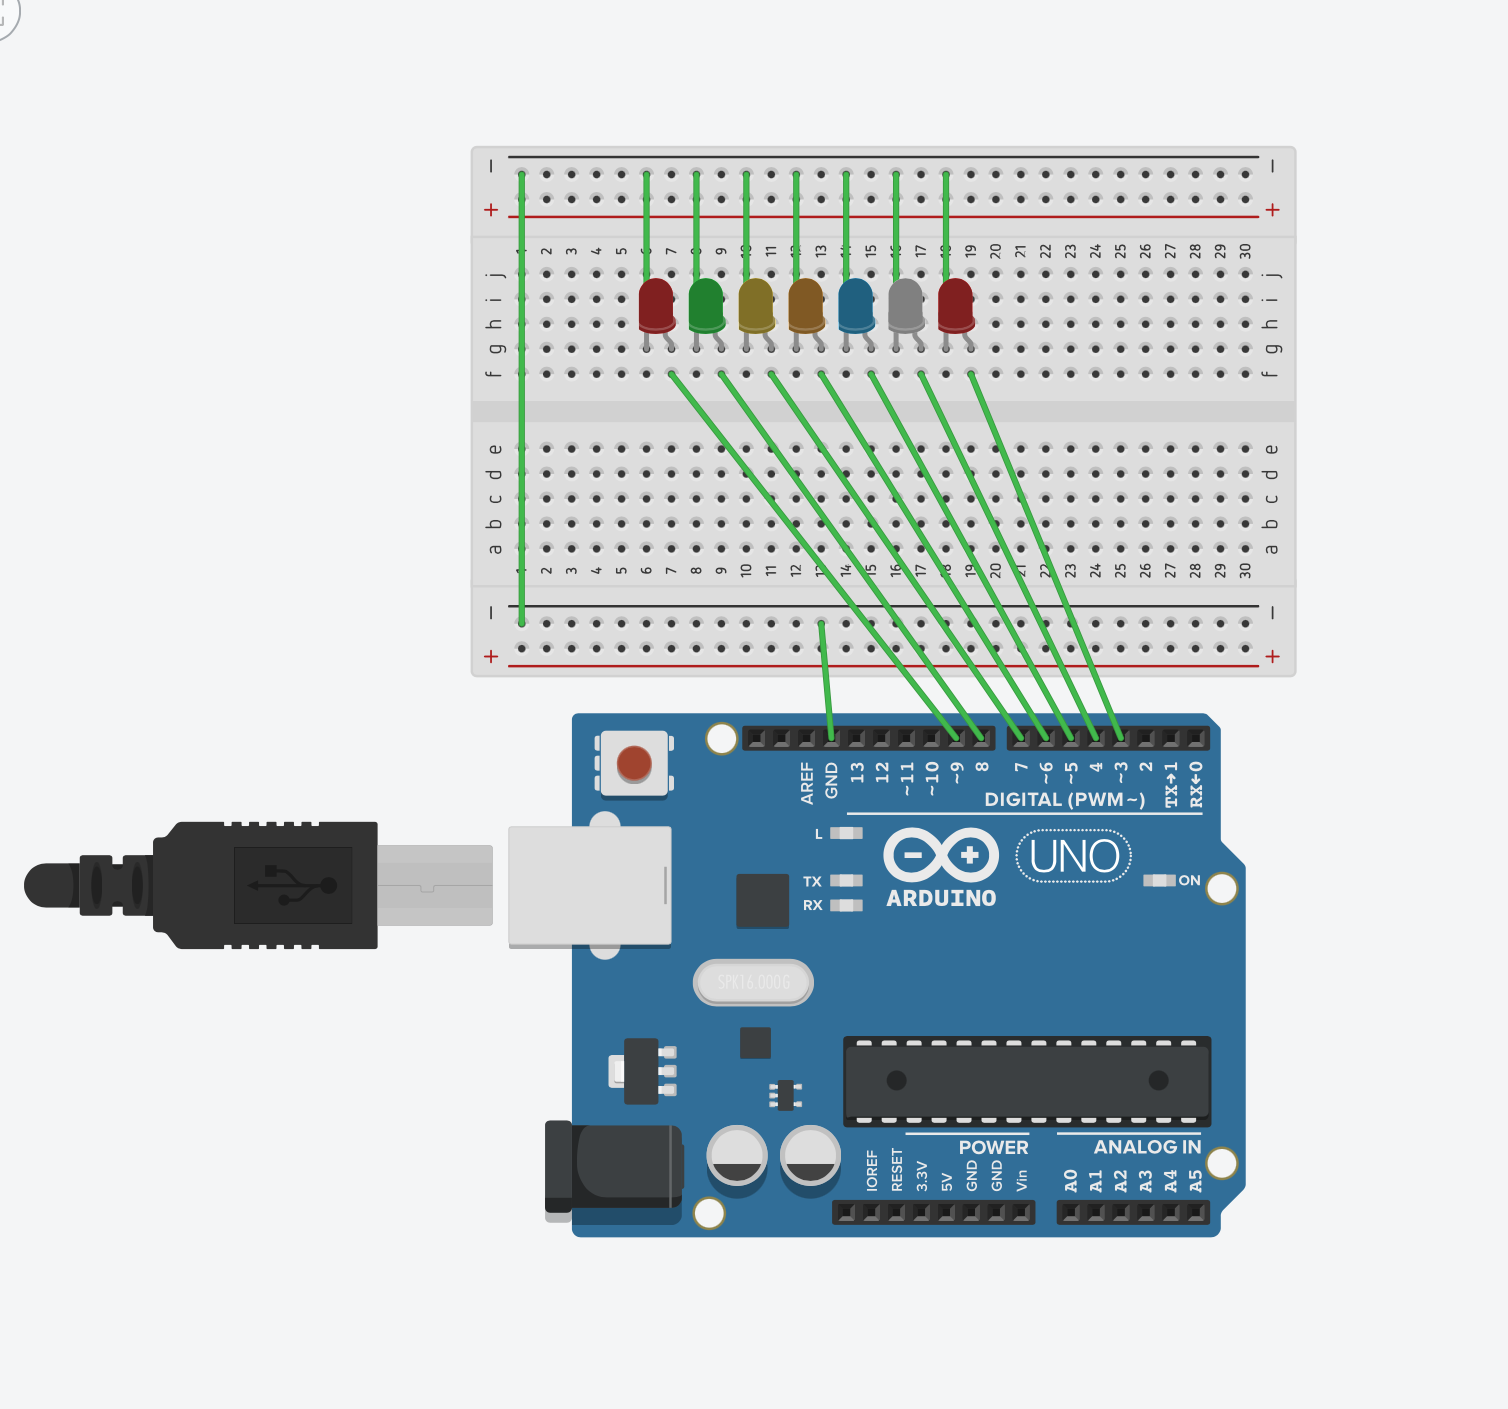 − −
+ +
1 2 3 4 5 6 7 8 9 10 11 12 13 14 15 16 17 18 19 20 21 22 23 24 25 26 27 28 29 30
j j
i i
h h
g g
f f
e e
d d
c c
b b
a a
1 2 3 4 5 6 7 8 9 10 11 12 13 14 15 16 17 18 19 20 21 22 23 24 25 26 27 28 29 30
− −
+ +
AREF GND 13 12 ~11 ~10 ~9 8 7 ~6 ~5 4 ~3 2 TX→1 RX←0
DIGITAL (PWM~)
L
UNO
TX
ON
ARDUINO
RX
SPK16.000G
POWER
ANALOG IN
IOREF RESET 3.3V 5V GND GND Vin A0 A1 A2 A3 A4 A5